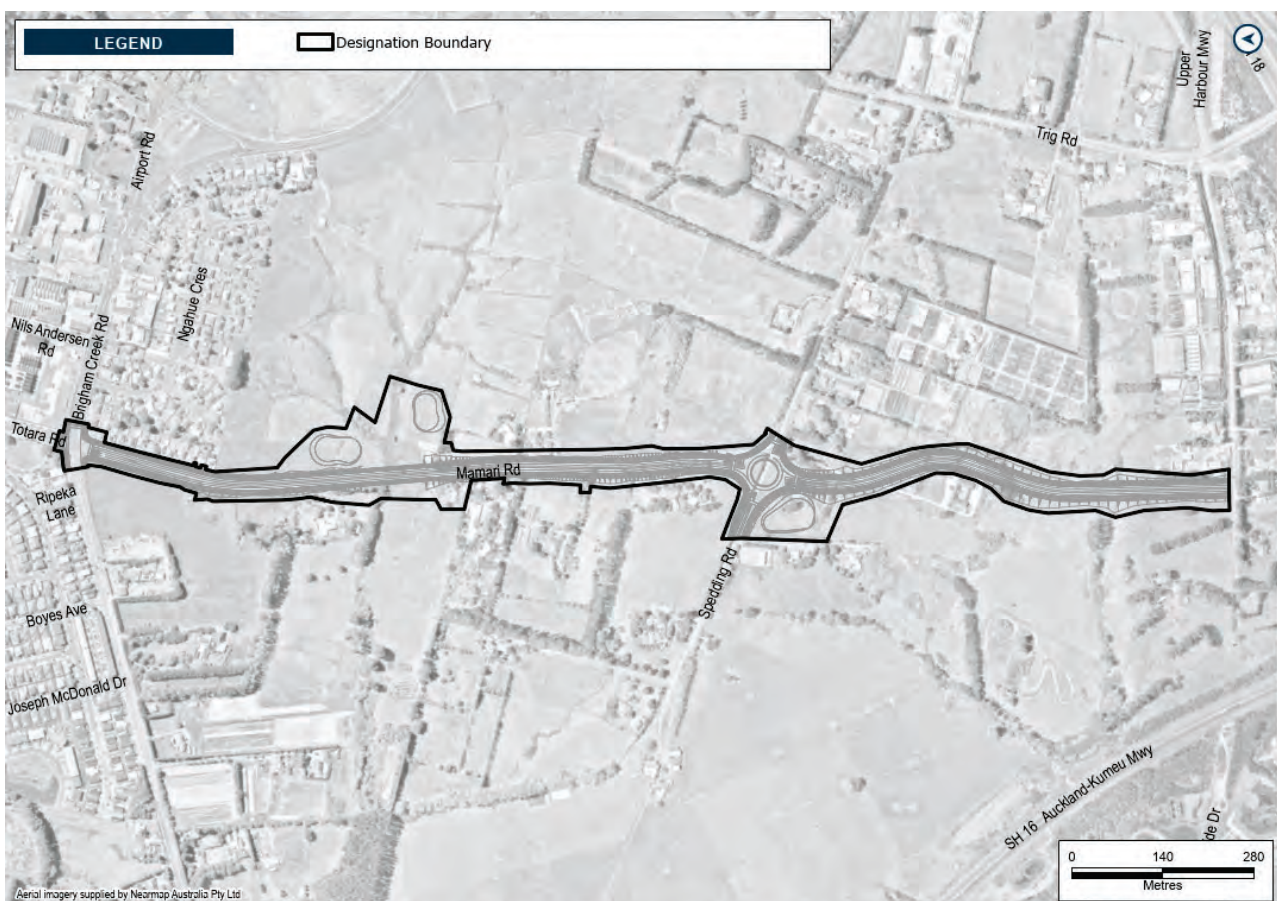 LEGEND
Designation Boundary
Upper
Harbour Mwy
18
Airport Rd
Trig Rd
Ngahue Cres
Nils Andersen
Rd
Brigham Creek Rd
Totara Rd
Mamari Rd
Ripeka
Lane
Spedding Rd
Boyes Ave
Joseph McDonald Dr
SH 16 Auckland-Kumeu Mwy
de Dr
0 140 280
Metres
Aerial imagery supplied by Nearmap Australia Pty Ltd